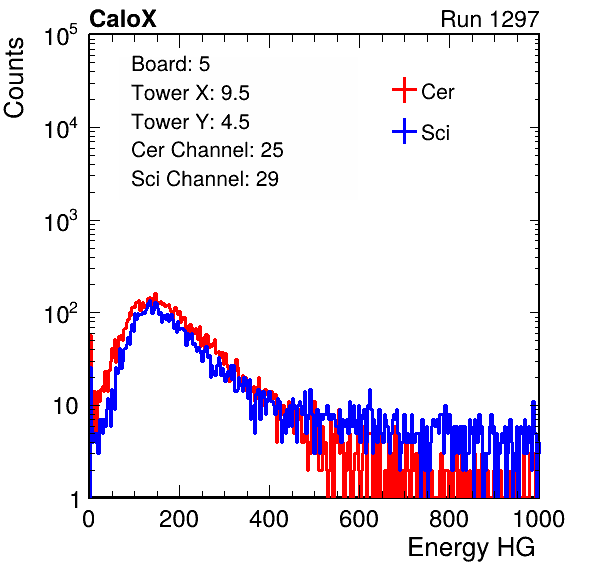 CaloX Run 1297
Counts
Board: 5
Tower X: 9.5
Tower Y: 4.5
Cer Channel: 25
Sci Channel: 29
Cer
Sci
10^5
10^4
10^3
10^2
10
1
0 200 400 600 800 1000
Energy HG